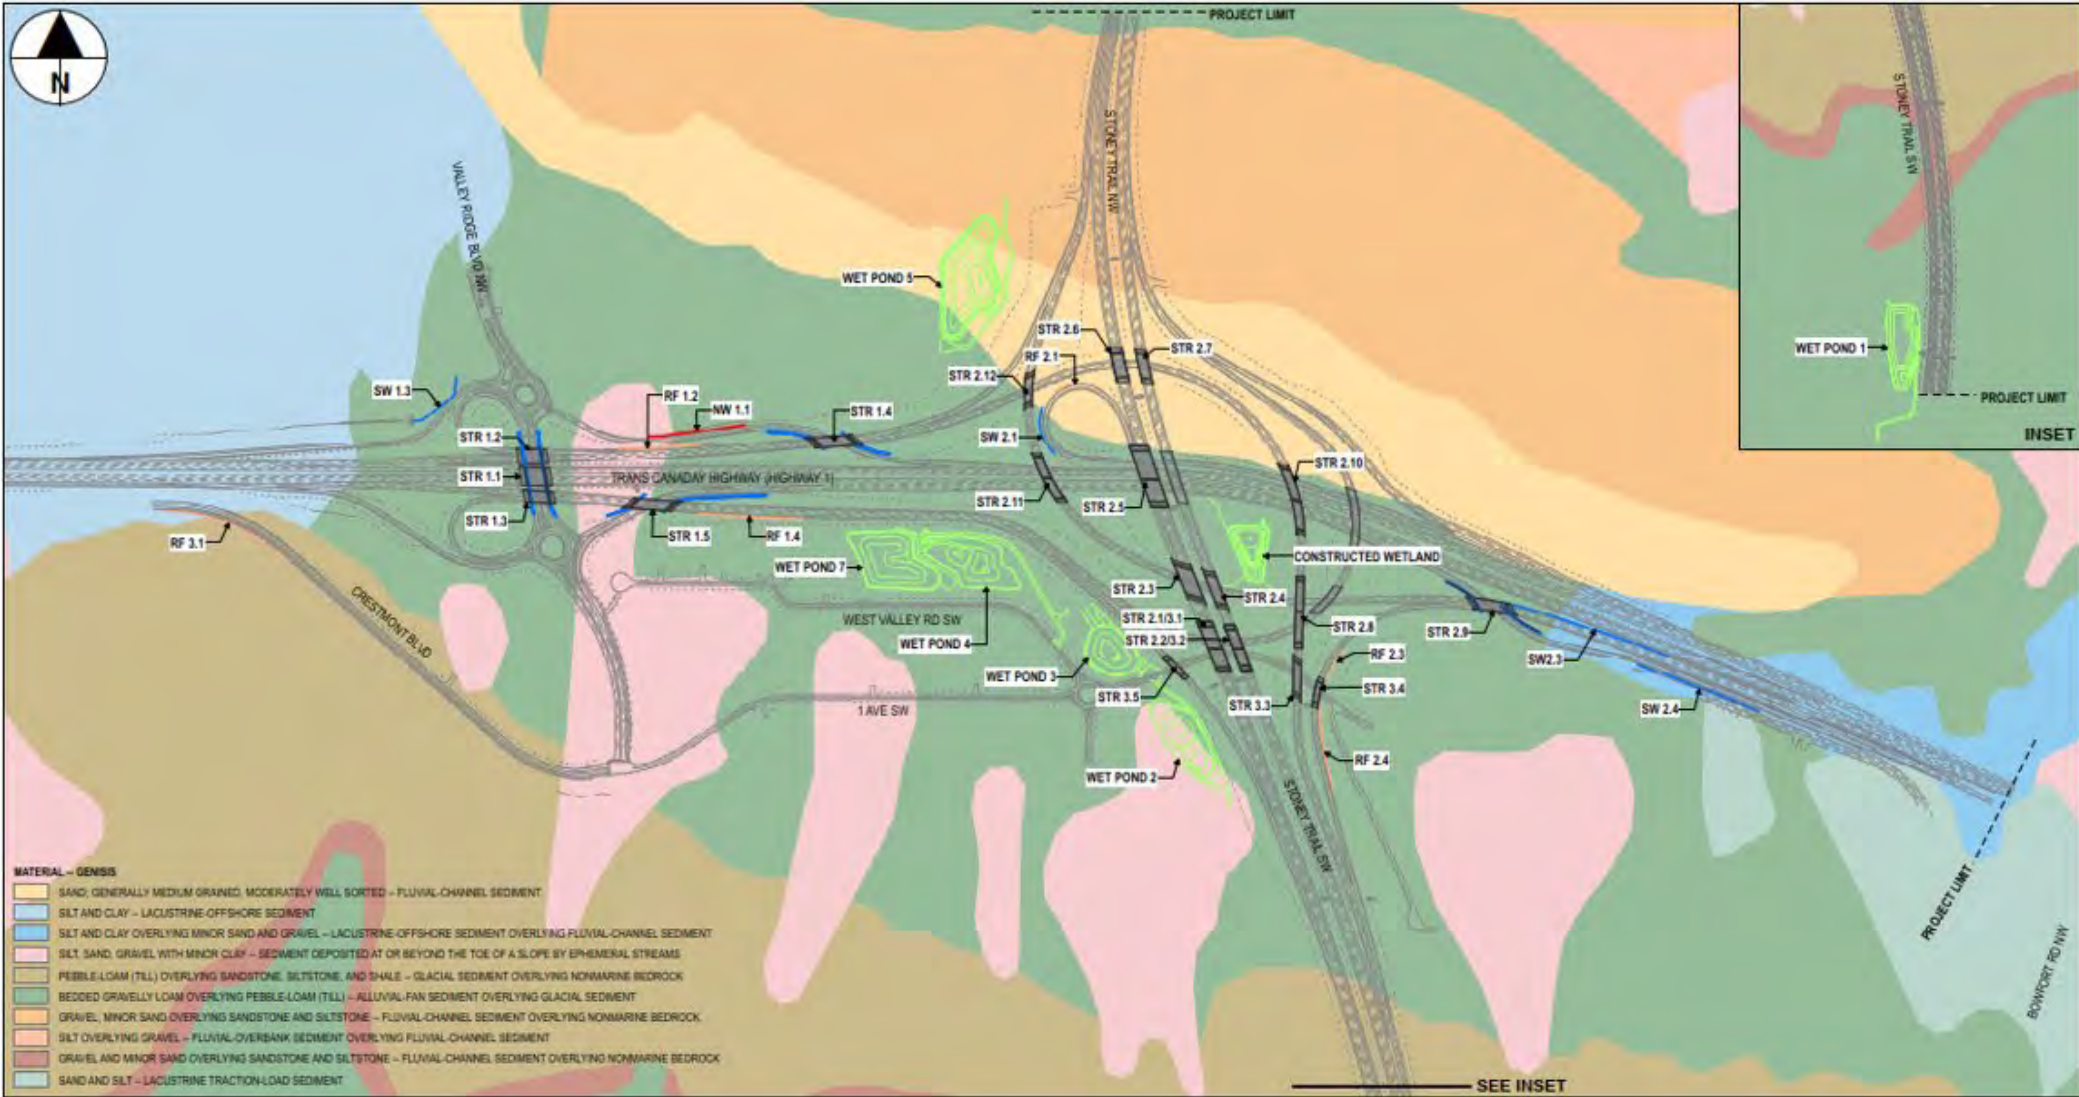 PROJECT LIMIT
N
STONEY TRAIL NW
STONEY TRAIL SW
VALLEY RIDGE BLVD NW
WET POND 5
WET POND 1
STR 2.6
STR 2.7
RF 2.1
STR 2.12
PROJECT LIMIT
INSET
SW 1.3
RF 1.2
NW 1.1
STR 1.4
STR 1.2
SW 2.1
STR 1.1
TRANS CANADAY HIGHWAY (HIGHWAY 1)
STR 2.10
STR 2.11
STR 2.5
STR 1.3
RF 3.1
STR 1.5
RF 1.4
WET POND 7
CONSTRUCTED WETLAND
STR 2.3
STR 2.4
CRESTMONT BLVD
WEST VALLEY RD SW
STR 2.1/3.1
STR 2.2/3.2
STR 2.8
STR 2.9
WET POND 4
RF 2.3
SW2.3
WET POND 3
STR 3.5
STR 3.4
STR 3.3
SW 2.4
1 AVE SW
RF 2.4
WET POND 2
STONEY TRAIL SW
PROJECT LIMIT
BOWFORT RD NW
MATERIAL – GENISIS
SAND; GENERALLY MEDIUM GRAINED, MODERATELY WELL SORTED – FLUVIAL-CHANNEL SEDIMENT
SILT AND CLAY – LACUSTRINE-OFFSHORE SEDIMENT
SILT AND CLAY OVERLYING MINOR SAND AND GRAVEL – LACUSTRINE-OFFSHORE SEDIMENT OVERLYING FLUVIAL-CHANNEL SEDIMENT
SILT, SAND, GRAVEL WITH MINOR CLAY – SEDIMENT DEPOSITED AT OR BEYOND THE TOE OF A SLOPE BY EPHEMERAL STREAMS
PEBBLE-LOAM (TILL) OVERLYING SANDSTONE, SILTSTONE, AND SHALE – GLACIAL SEDIMENT OVERLYING NONMARINE BEDROCK
BEDDED GRAVELLY LOAM OVERLYING PEBBLE-LOAM (TILL) – ALLUVIAL-FAN SEDIMENT OVERLYING GLACIAL SEDIMENT
GRAVEL, MINOR SAND OVERLYING SANDSTONE AND SILTSTONE – FLUVIAL-CHANNEL SEDIMENT OVERLYING NONMARINE BEDROCK
SILT OVERLYING GRAVEL – FLUVIAL-OVERBANK SEDIMENT OVERLYING FLUVIAL-CHANNEL SEDIMENT
GRAVEL AND MINOR SAND OVERLYING SANDSTONE AND SILTSTONE – FLUVIAL-CHANNEL SEDIMENT OVERLYING NONMARINE BEDROCK
SAND AND SILT – LACUSTRINE TRACTION-LOAD SEDIMENT
SEE INSET